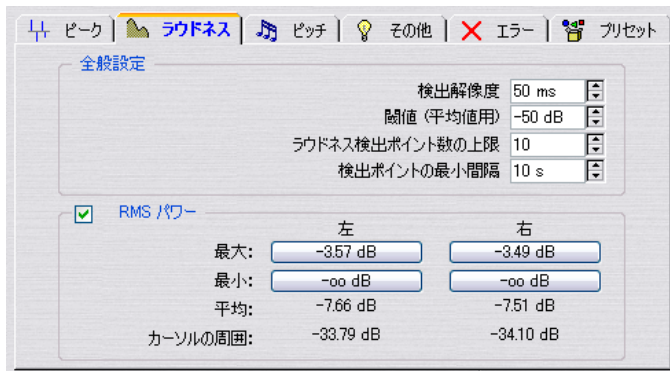 ピーク ラウドネス ピッチ その他 エラー プリセット
全般設定
検出解像度 50 ms
閾値 (平均値用) -50 dB
ラウドネス検出ポイント数の上限 10
検出ポイントの最小間隔 10 s
RMS パワー
左 右
最大: -3.57 dB -3.49 dB
最小: -oo dB -oo dB
平均: -7.66 dB -7.51 dB
カーソルの周囲: -33.79 dB -34.10 dB